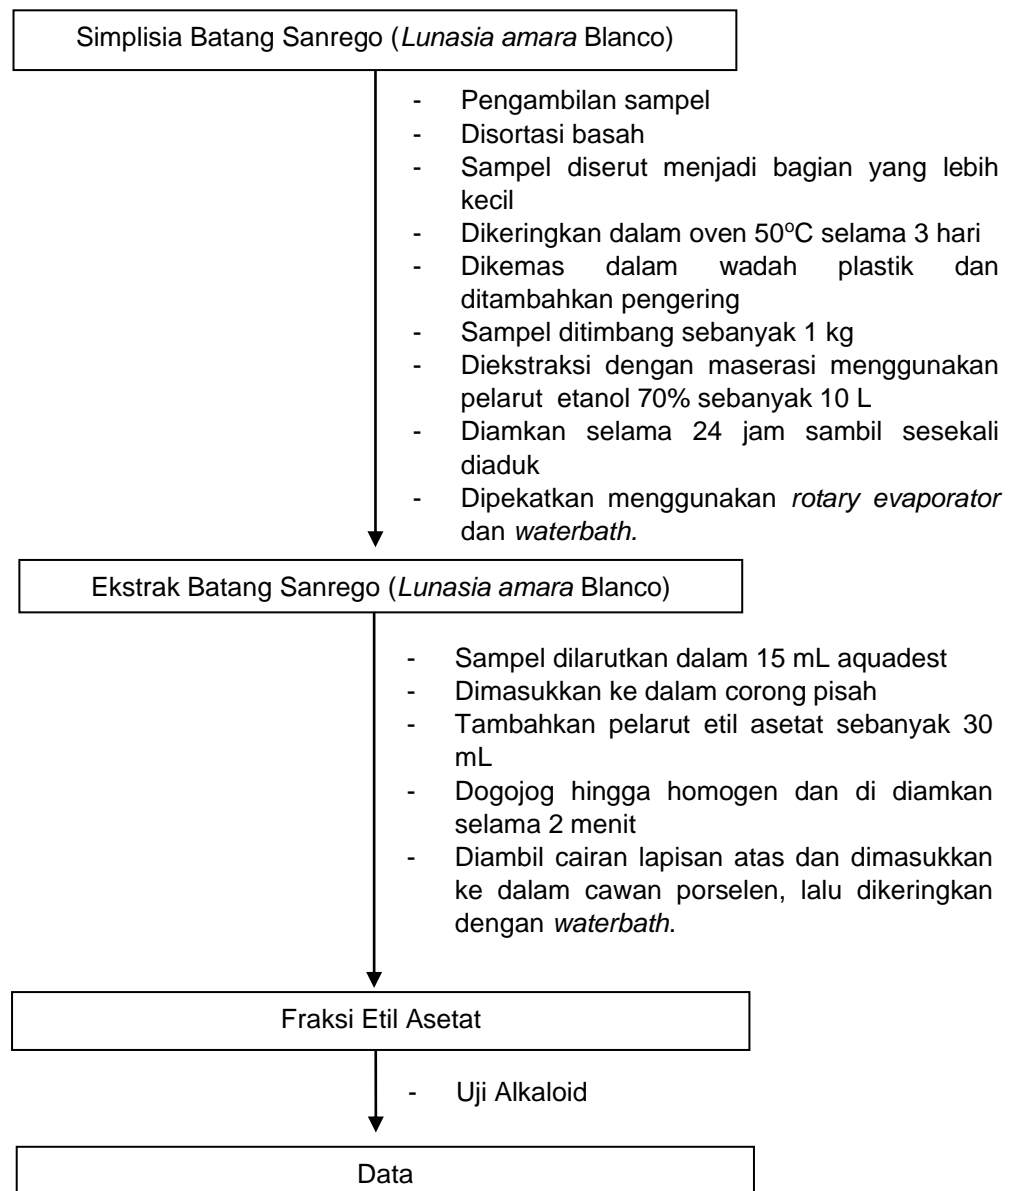 Simplisia Batang Sanrego (Lunasia amara Blanco)
- Pengambilan sampel
- Disortasi basah
- Sampel diserut menjadi bagian yang lebih
kecil
- Dikeringkan dalam oven 50°C selama 3 hari
- Dikemas dalam wadah plastik dan
ditambahkan pengering
- Sampel ditimbang sebanyak 1 kg
- Diekstraksi dengan maserasi menggunakan
pelarut etanol 70% sebanyak 10 L
- Diamkan selama 24 jam sambil sesekali
diaduk
- Dipekatkan menggunakan rotary evaporator
dan waterbath.
Ekstrak Batang Sanrego (Lunasia amara Blanco)
- Sampel dilarutkan dalam 15 mL aquadest
- Dimasukkan ke dalam corong pisah
- Tambahkan pelarut etil asetat sebanyak 30
mL
- Dogojog hingga homogen dan di diamkan
selama 2 menit
- Diambil cairan lapisan atas dan dimasukkan
ke dalam cawan porselen, lalu dikeringkan
dengan waterbath.
Fraksi Etil Asetat
- Uji Alkaloid
Data